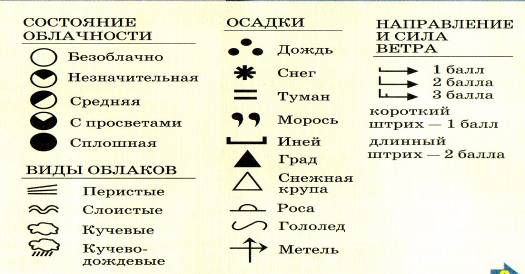 СОСТОЯНИЕ
ОБЛАЧНОСТИ
Безоблачно
Незначительная
Средняя
С просветами
Сплошная
ВИДЫ ОБЛАКОВ
Перистые
Слоистые
Кучевые
Кучево-
дождевые
ОСАДКИ
Дождь
Снег
Туман
Морось
Иней
Град
Снежная
крупа
Роса
Гололед
Метель
НАПРАВЛЕНИЕ
И СИЛА
ВЕТРА
1 балл
2 балла
3 балла
короткий
штрих — 1 балл
длинный
штрих — 2 балла